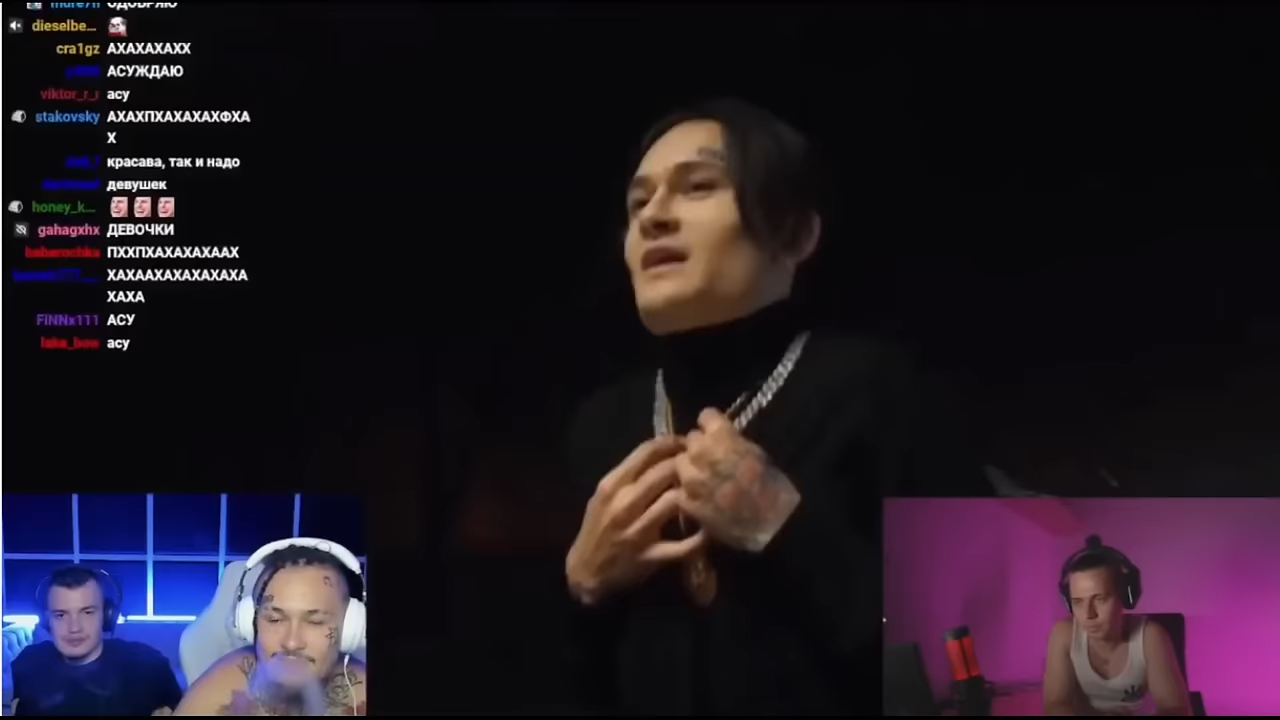 ОДОБРЯЮ
dieselbe...
cra1gz АХАХАХАХХ
АСУЖДАЮ
viktor_r_r асу
stakovsky АХАХПХАХАХАХФХА
Х
красава, так и надо
девушек
honey_k...
gahagxhx ДЕВОЧКИ
ПХХПХАХАХАХААХ
ХАХААХАХАХАХАХА
ХАХА
FiNNx111 АСУ
lake_bow асу